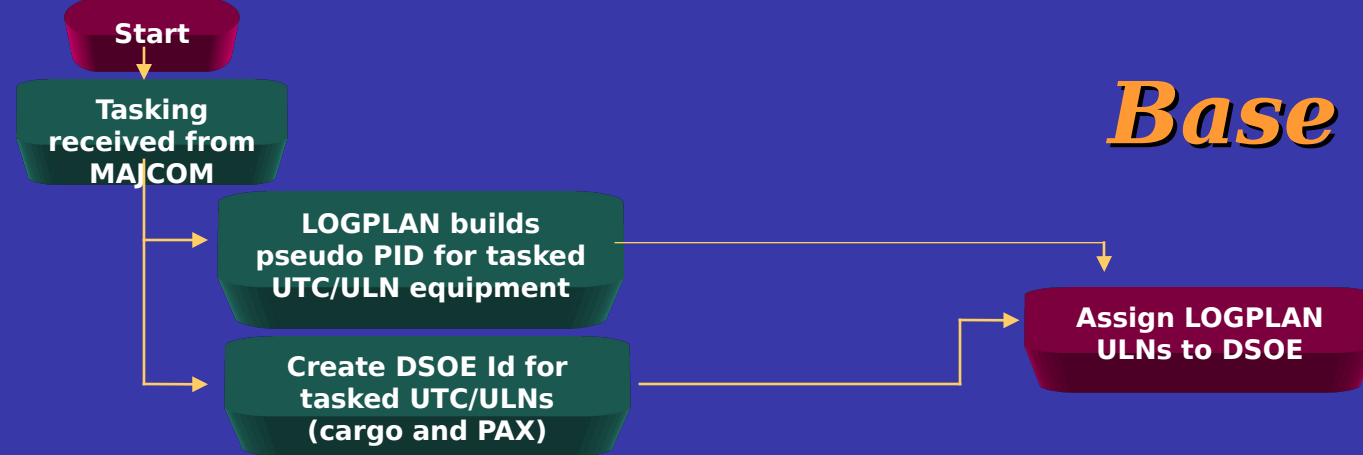 Start
Base
Tasking
received from
MAJCOM
LOGPLAN builds
pseudo PID for tasked
UTC/ULN equipment
Assign LOGPLAN
ULNs to DSOE
Create DSOE Id for
tasked UTC/ULNs
(cargo and PAX)